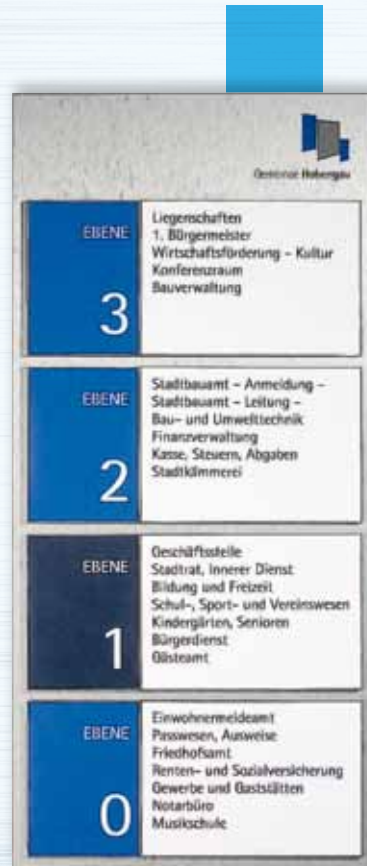 Gemeinde Habengau
EBENE
3
Liegenschaften
1. Bürgermeister
Wirtschaftsförderung – Kultur
Konferenzraum
Bauverwaltung
EBENE
2
Stadtbauamt – Anmeldung –
Stadtbauamt – Leitung –
Bau- und Umwelttechnik
Finanzverwaltung
Kasse, Steuern, Abgaben
Stadtkämmerei
EBENE
1
Geschäftsstelle
Stadtrat, Innerer Dienst
Bildung und Freizeit
Schul-, Sport- und Vereinswesen
Kindergärten, Senioren
Bürgerdienst
Gästeamt
EBENE
0
Einwohnermeldeamt
Passwesen, Ausweise
Friedhofsamt
Renten- und Sozialversicherung
Gewerbe und Gaststätten
Notarbüro
Musikschule